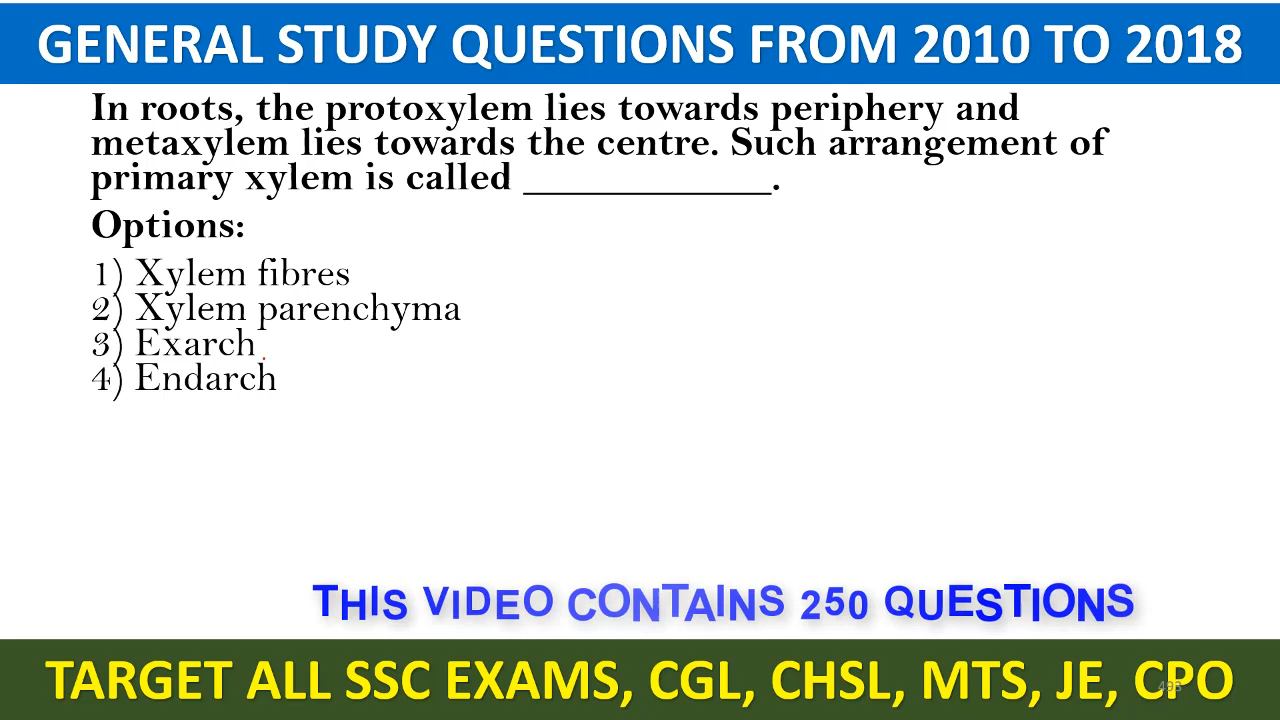 GENERAL STUDY QUESTIONS FROM 2010 TO 2018
In roots, the protoxylem lies towards periphery and
metaxylem lies towards the centre. Such arrangement of
primary xylem is called _____________.
Options:
1) Xylem fibres
2) Xylem parenchyma
3) Exarch
4) Endarch
THIS VIDEO CONTAINS 250 QUESTIONS
TARGET ALL SSC EXAMS, CGL, CHSL, MTS, JE, CPO
493